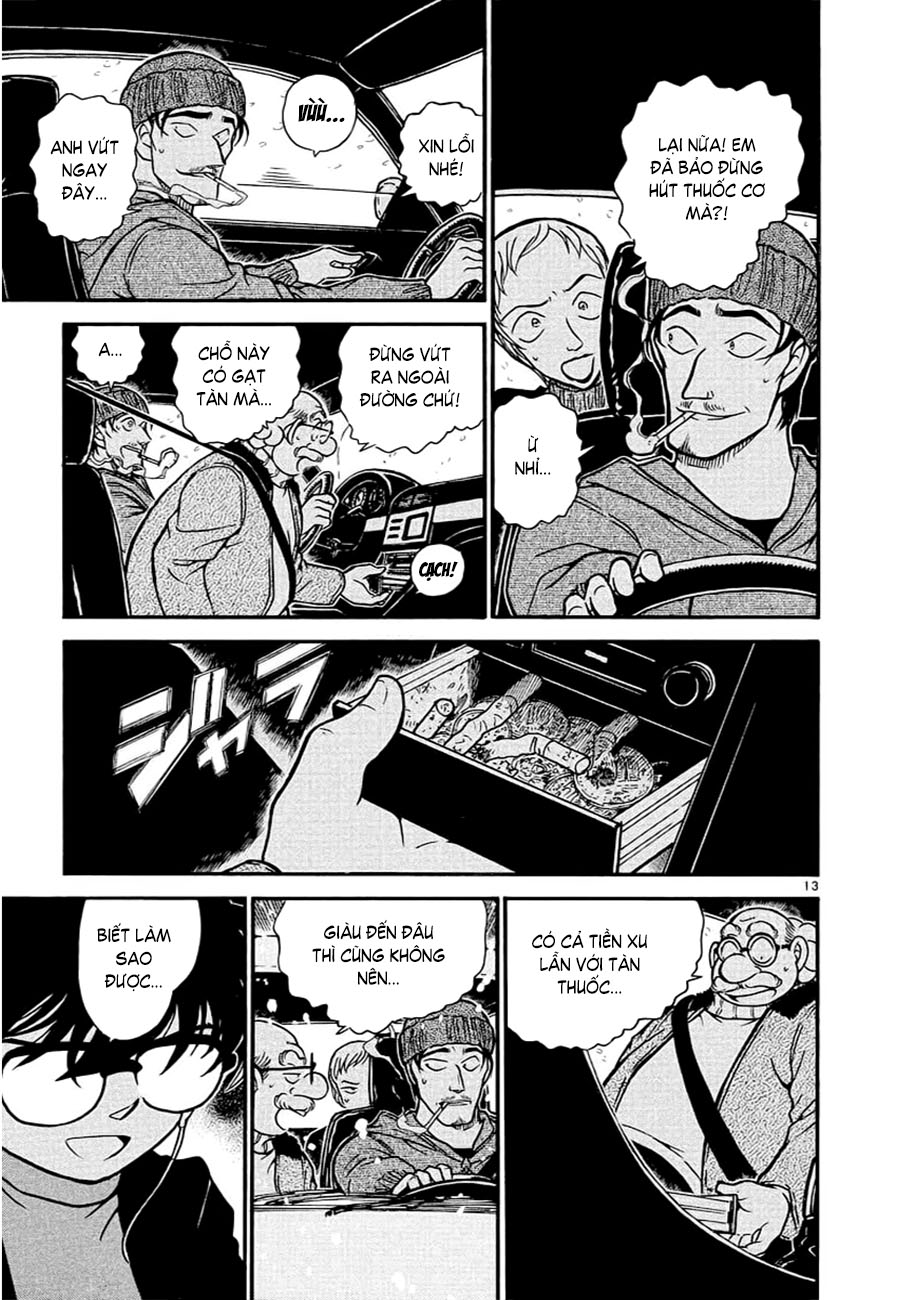 LẠI NỮA! EM
ĐÃ BẢO ĐỪNG
HÚT THUỐC CƠ
MÀ?!
Ừ
NHỈ...
XIN LỖI
NHÉ!
VÙÙ...
ANH VỨT
NGAY
ĐÂY...
ĐỪNG VỨT
RA NGOÀI
ĐƯỜNG CHỨ!
CHỖ NÀY
CÓ GẠT
TÀN MÀ...
A...
CẠCH!
ジャラ
13
CÓ CẢ TIỀN XU
LẪN VỚI TÀN
THUỐC...
GIÀU ĐẾN ĐÂU
THÌ CŨNG KHÔNG
NÊN...
BIẾT LÀM
SAO
ĐƯỢC...